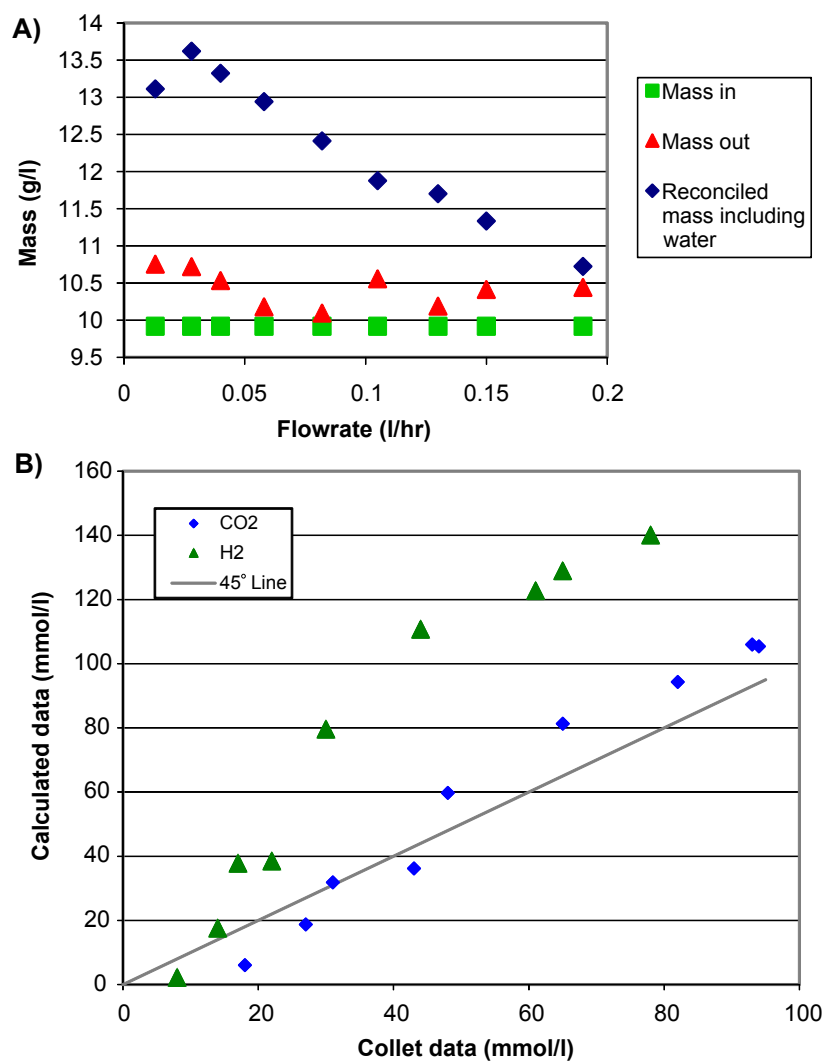 A)
14
13.5
13
12.5
12
11.5
11
10.5
10
9.5
Mass (g/l)
0 0.05 0.1 0.15 0.2
Flowrate (l/hr)
Mass in
Mass out
Reconciled
mass including
water
B)
160
140
120
100
80
60
40
20
0
Calculated data (mmol/l)
CO2
H2
45° Line
0 20 40 60 80 100
Collet data (mmol/l)